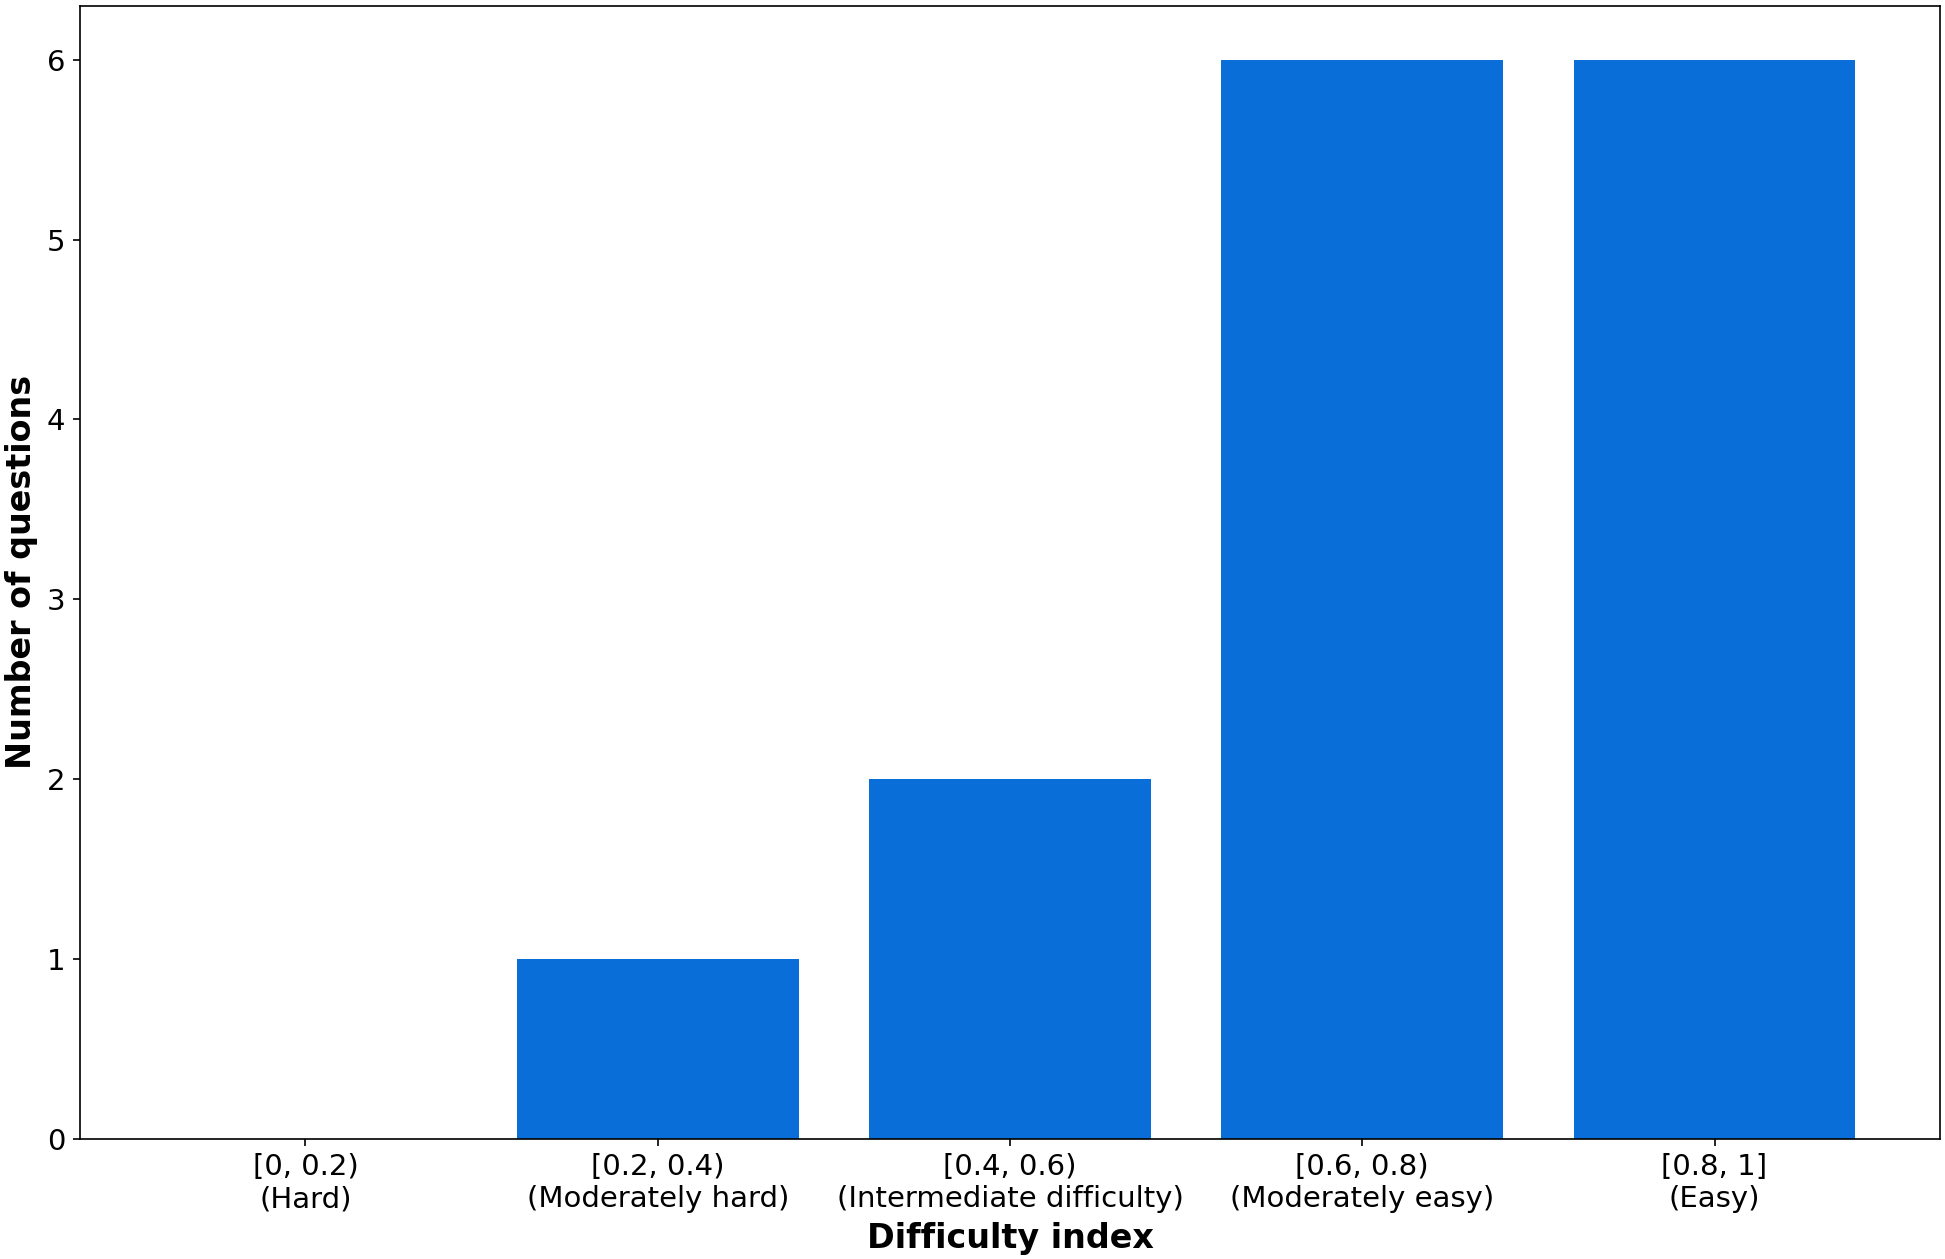 Number of questions
6
5
4
3
2
1
0
[0, 0.2)
(Hard)
[0.2, 0.4)
(Moderately hard)
[0.4, 0.6)
(Intermediate difficulty)
[0.6, 0.8)
(Moderately easy)
[0.8, 1]
(Easy)
Difficulty index